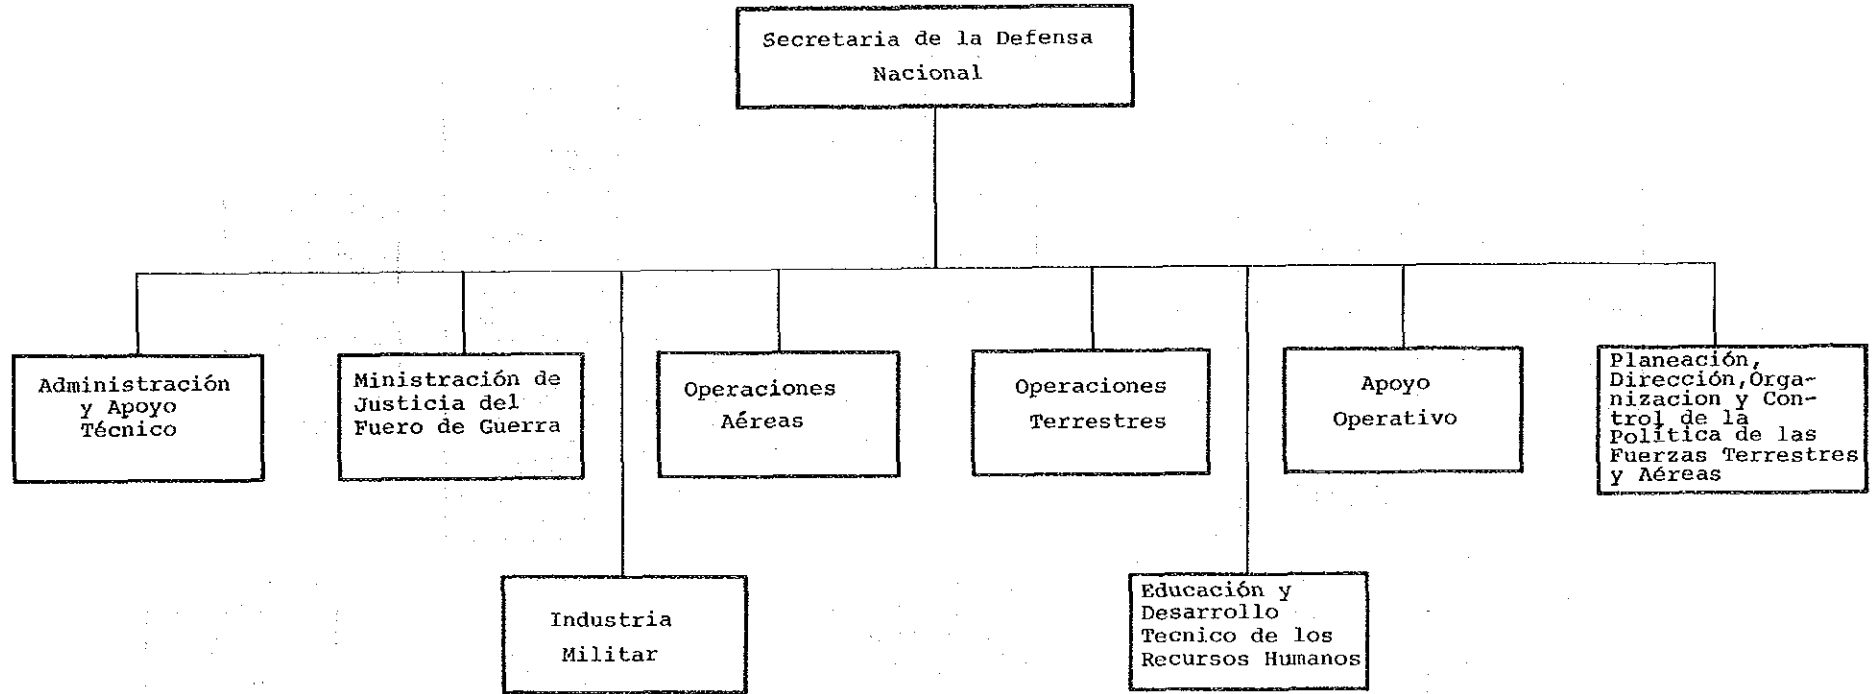 Secretaria de la Defensa
Nacional
Administración
y Apoyo
Técnico
Ministración de
Justicia del
Fuero de Guerra
Operaciones
Aéreas
Operaciones
Terrestres
Apoyo
Operativo
Planeación,
Dirección,Orga-
nizacion y Con-
trol de la
Política de las
Fuerzas Terrestres
y Aéreas
Industria
Militar
Educación y
Desarrollo
Tecnico de los
Recursos Humanos